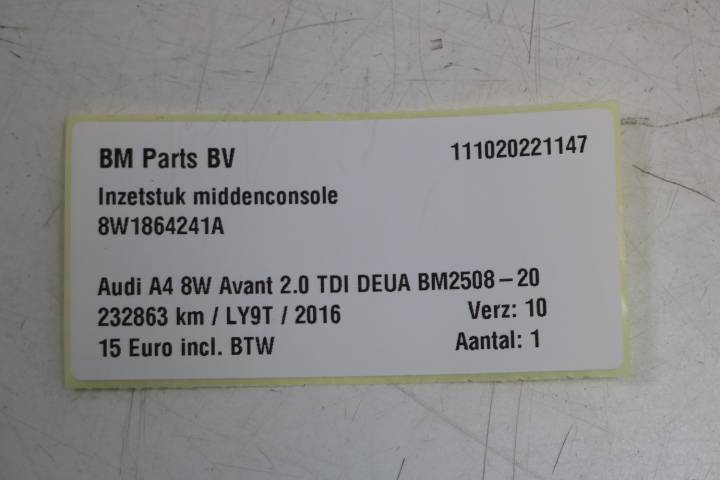 BM Parts BV 111020221147
Inzetstuk middenconsole
8W1864241A
Audi A4 8W Avant 2.0 TDI DEUA BM2508-20
232863 km / LY9T / 2016 Verz: 10
15 Euro incl. BTW Aantal: 1